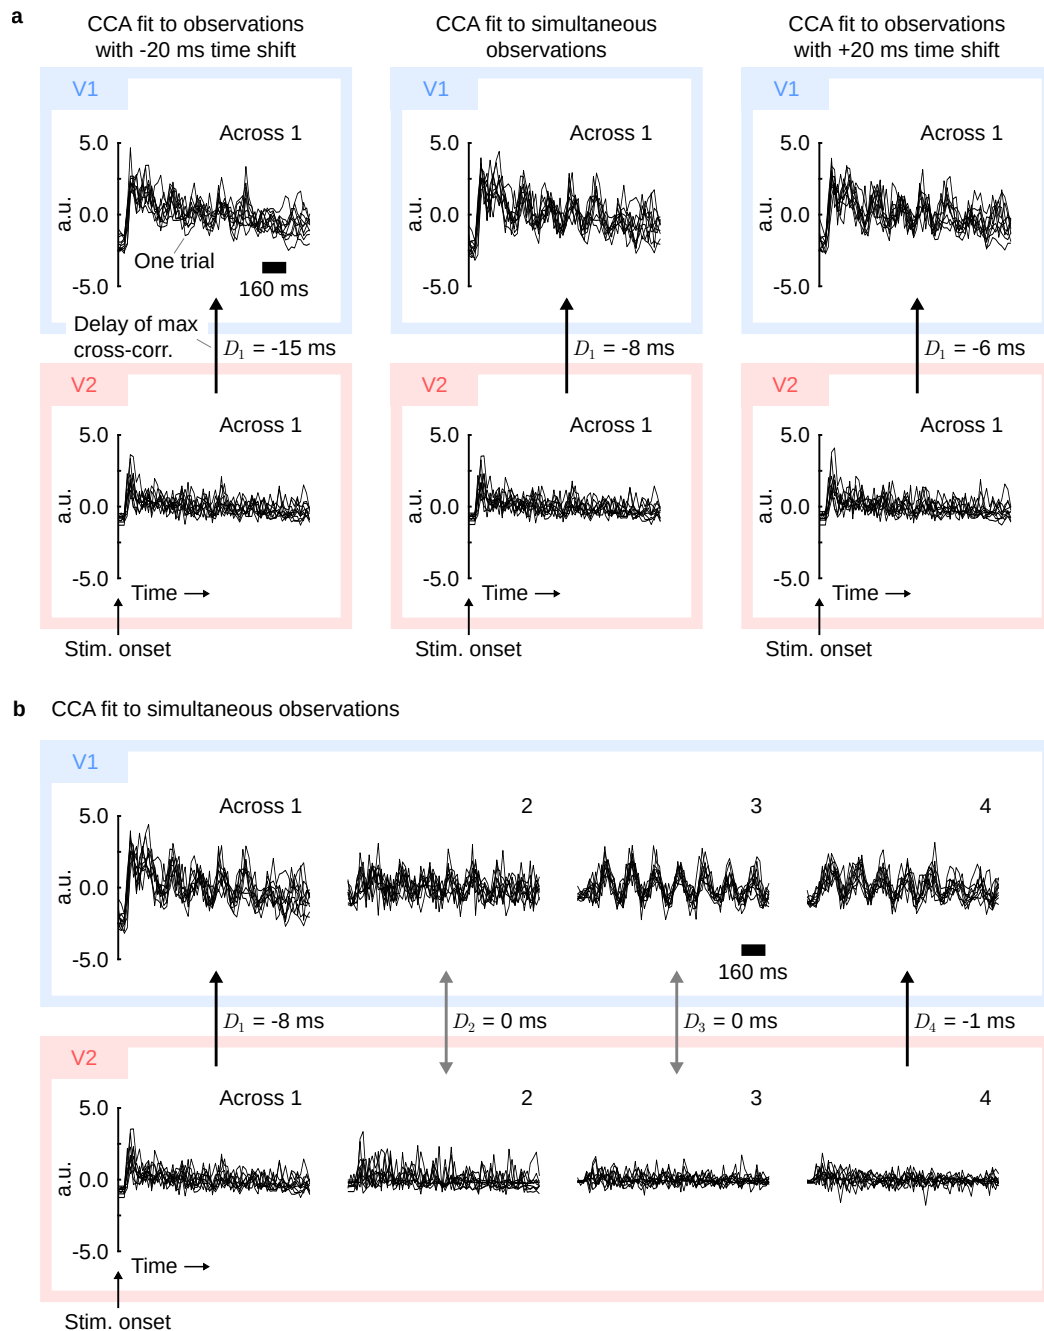 a
CCA fit to observations
with -20 ms time shift
CCA fit to simultaneous
observations
CCA fit to observations
with +20 ms time shift
V1
V1
V1
Across 1
Across 1
Across 1
5.0
0.0
-5.0
a.u.
5.0
0.0
-5.0
a.u.
5.0
0.0
-5.0
a.u.
One trial
160 ms
Delay of max
cross-corr.
D₁ = -15 ms
D₁ = -8 ms
D₁ = -6 ms
V2
V2
V2
Across 1
Across 1
Across 1
5.0
0.0
-5.0
a.u.
5.0
0.0
-5.0
a.u.
5.0
0.0
-5.0
a.u.
Time
Time
Time
Stim. onset
Stim. onset
Stim. onset
b CCA fit to simultaneous observations
V1
Across 1
2
3
4
5.0
0.0
-5.0
a.u.
160 ms
D₁ = -8 ms
D₂ = 0 ms
D₃ = 0 ms
D₄ = -1 ms
V2
Across 1
2
3
4
5.0
0.0
-5.0
a.u.
Time
Stim. onset